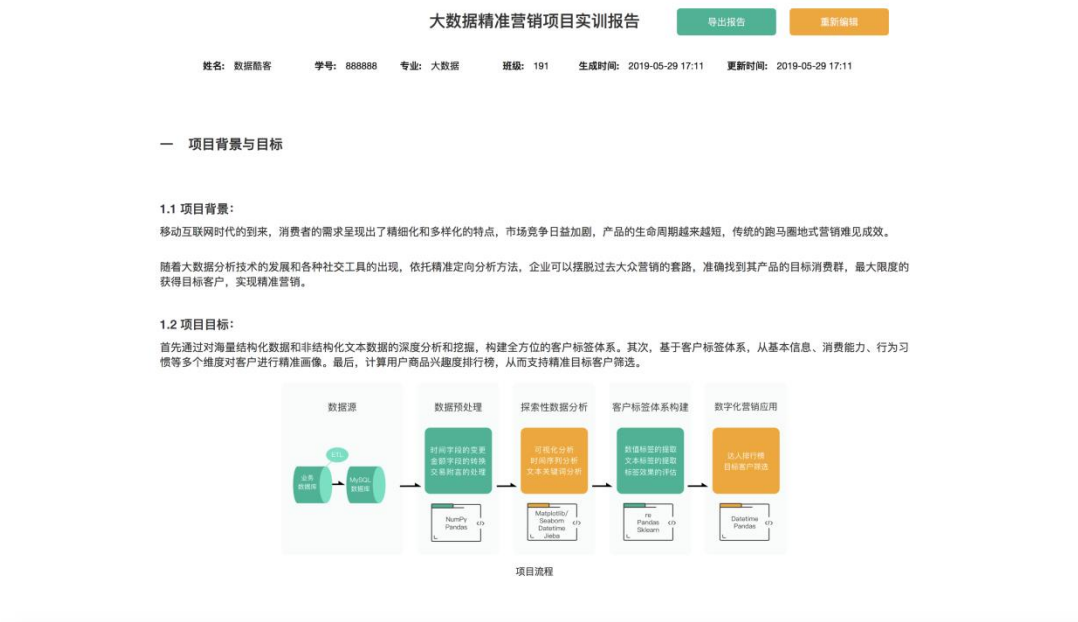 大数据精准营销项目实训报告
导出报告
重新编辑
姓名: 数据酷客 学号: 888888 专业: 大数据 班级: 191 生成时间: 2019-05-29 17:11 更新时间: 2019-05-29 17:11
一 项目背景与目标
1.1 项目背景:
移动互联网时代的到来，消费者的需求呈现出了精细化和多样化的特点，市场竞争日益加剧，产品的生命周期越来越短，传统的跑马圈地式营销难见成效。
随着大数据分析技术的发展和各种社交工具的出现，依托精准定向分析方法，企业可以摆脱过去大众营销的套路，准确找到其产品的目标消费群，最大限度的
获得目标客户，实现精准营销。
1.2 项目目标:
首先通过对海量结构化数据和非结构化文本数据的深度分析和挖掘，构建全方位的客户标签体系。其次，基于客户标签体系，从基本信息、消费能力、行为习
惯等多个维度对客户进行精准画像。最后，计算用户商品兴趣度排行榜，从而支持精准目标客户筛选。
数据源
ETL
业务
数据库
MySQL
数据库
数据预处理
时间字段的变更
金额字段的转换
交易附言的处理
NumPy
Pandas
</>
探索性数据分析
可视化分析
时间序列分析
文本关键词分析
Matplotlib/
Seaborn
Datetime
Jieba
</>
客户标签体系构建
数值标签的提取
文本标签的提取
标签效果的评估
re
Pandas
Sklearn
</>
数字化营销应用
达人排行榜
目标客户筛选
Datetime
Pandas
</>
项目流程